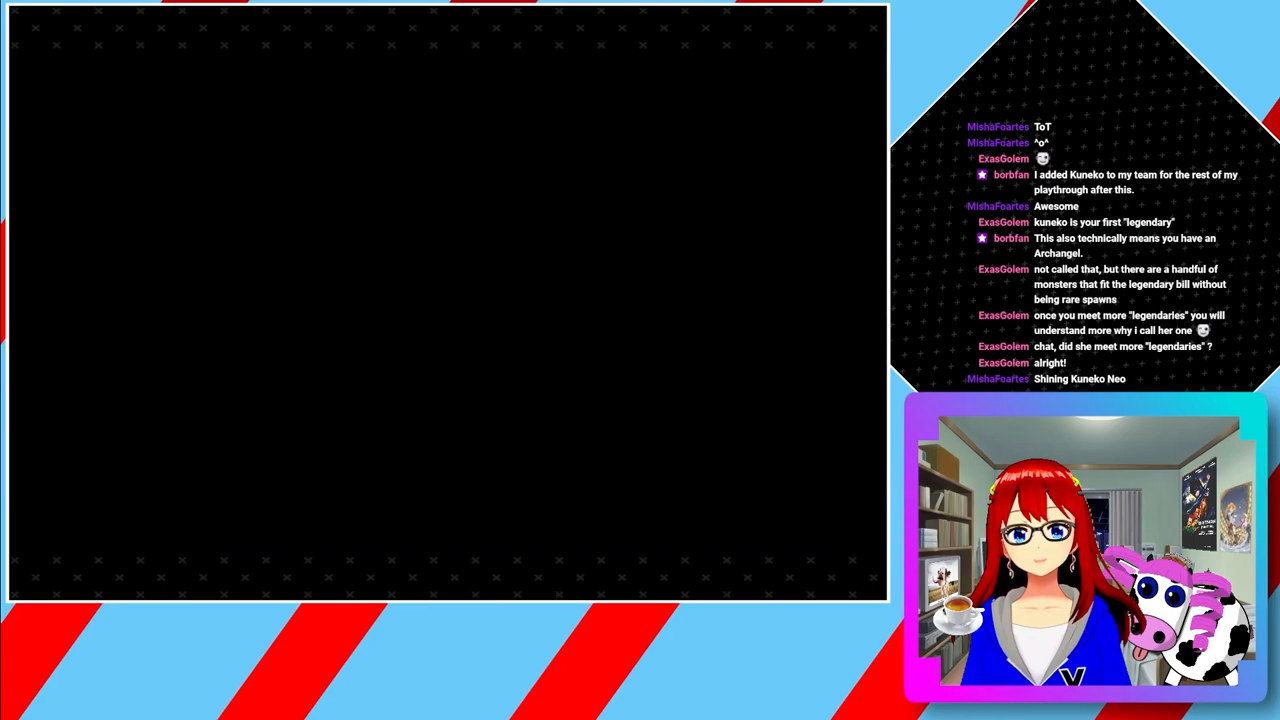 MishaFoartes ToT
MishaFoartes ^o^
ExasGolem
borbfan I added Kuneko to my team for the rest of my
playthrough after this.
MishaFoartes Awesome
ExasGolem kuneko is your first "legendary"
borbfan This also technically means you have an
Archangel.
ExasGolem not called that, but there are a handful of
monsters that fit the legendary bill without
being rare spawns
ExasGolem once you meet more "legendaries" you will
understand more why i call her one
ExasGolem chat, did she meet more "legendaries" ?
ExasGolem alright!
MishaFoartes Shining Kuneko Neo
V